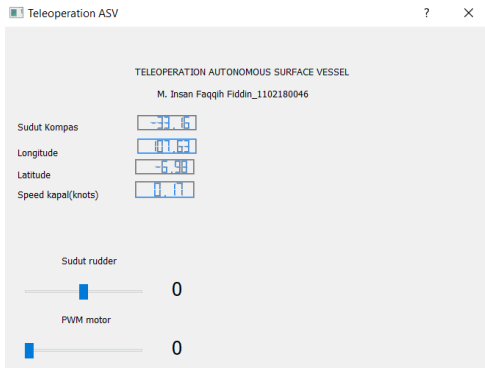 Teleoperation ASV ? ×
TELEOPERATION AUTONOMOUS SURFACE VESSEL
M. Insan Faqqih Fiddin_1102180046
Sudut Kompas -33.16
Longitude 107.63
Latitude -6.98
Speed kapal(knots) 0.17
Sudut rudder
0
PWM motor
0